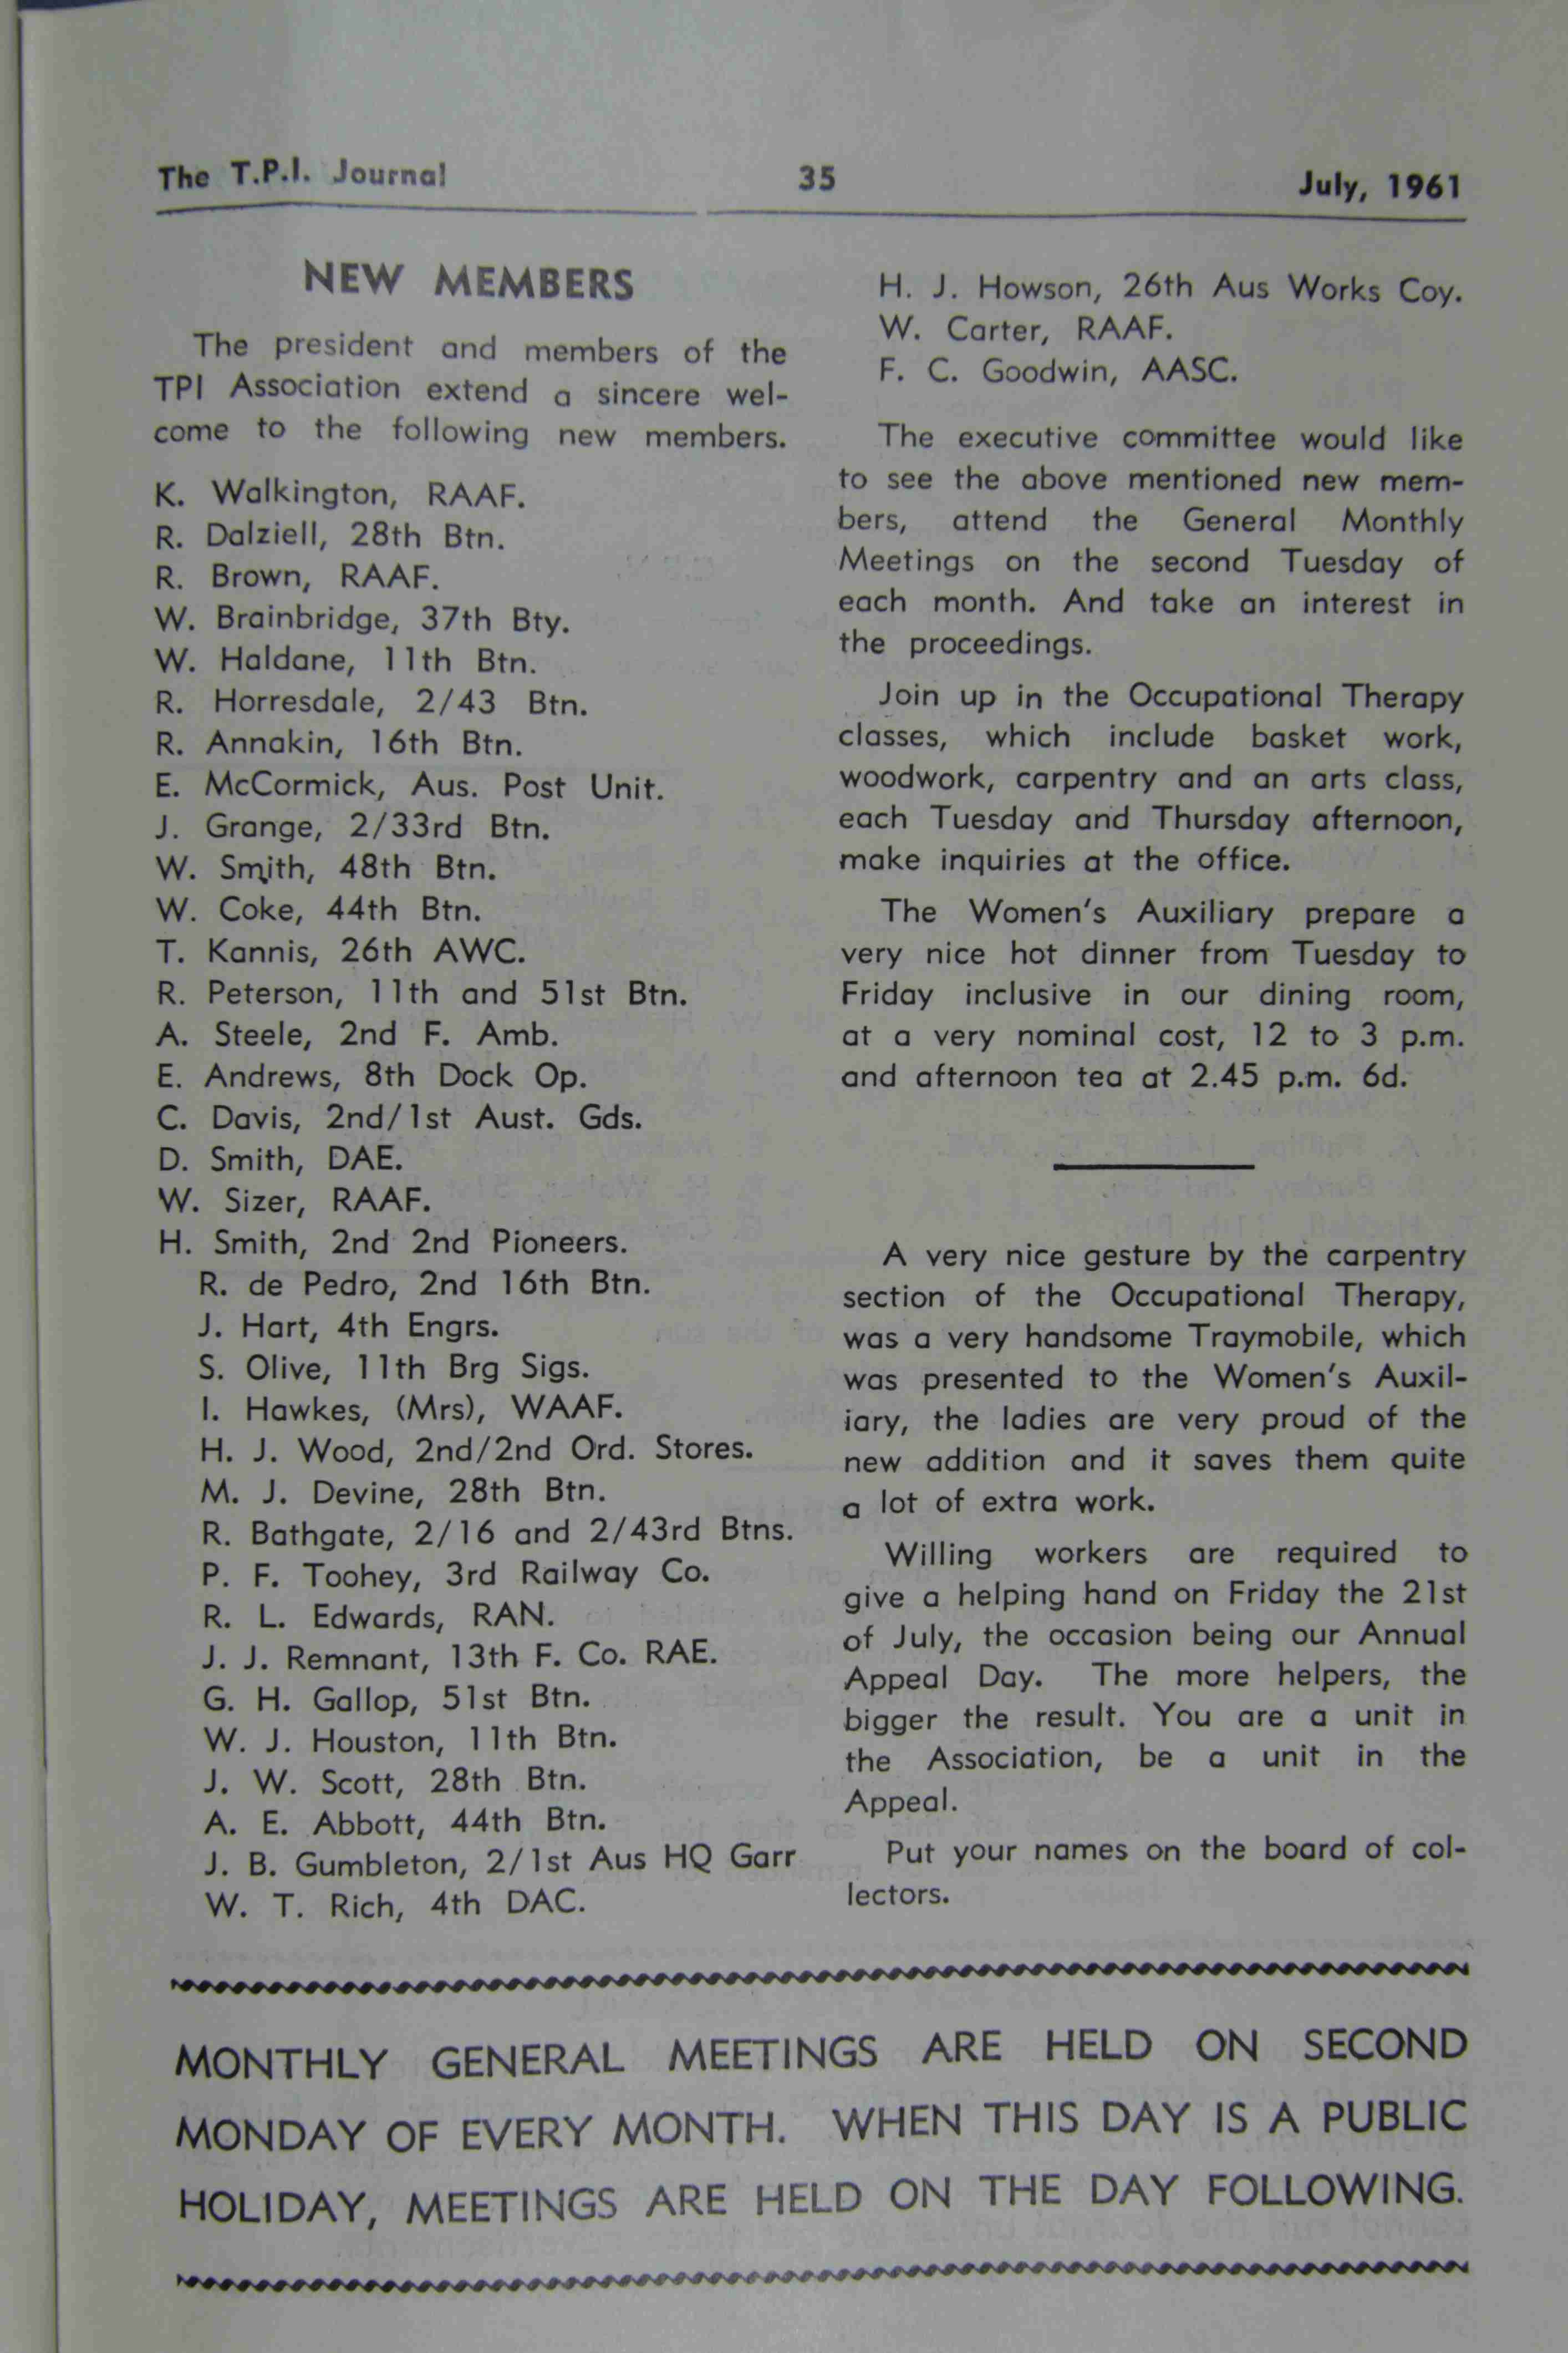 The T.P.I. Journal 35 July, 1961
NEW MEMBERS
The president and members of the
TPI Association extend a sincere wel-
come to the following new members.
K. Walkington, RAAF.
R. Dalziell, 28th Btn.
R. Brown, RAAF.
W. Brainbridge, 37th Bty.
W. Haldane, 11th Btn.
R. Horresdale, 2/43 Btn.
R. Annakin, 16th Btn.
E. McCormick, Aus. Post Unit.
J. Grange, 2/33rd Btn.
W. Smith, 48th Btn.
W. Coke, 44th Btn.
T. Kannis, 26th AWC.
R. Peterson, 11th and 51st Btn.
A. Steele, 2nd F. Amb.
E. Andrews, 8th Dock Op.
C. Davis, 2nd/1st Aust. Gds.
D. Smith, DAE.
W. Sizer, RAAF.
H. Smith, 2nd 2nd Pioneers.
R. de Pedro, 2nd 16th Btn.
J. Hart, 4th Engrs.
S. Olive, 11th Brg Sigs.
I. Hawkes, (Mrs), WAAF.
H. J. Wood, 2nd/2nd Ord. Stores.
M. J. Devine, 28th Btn.
R. Bathgate, 2/16 and 2/43rd Btns.
P. F. Toohey, 3rd Railway Co.
R. L. Edwards, RAN.
J. J. Remnant, 13th F. Co. RAE.
G. H. Gallop, 51st Btn.
W. J. Houston, 11th Btn.
J. W. Scott, 28th Btn.
A. E. Abbott, 44th Btn.
J. B. Gumbleton, 2/1st Aus HQ Garr
W. T. Rich, 4th DAC.
H. J. Howson, 26th Aus Works Coy.
W. Carter, RAAF.
F. C. Goodwin, AASC.
The executive committee would like
to see the above mentioned new mem-
bers, attend the General Monthly
Meetings on the second Tuesday of
each month. And take an interest in
the proceedings.
Join up in the Occupational Therapy
classes, which include basket work,
woodwork, carpentry and an arts class,
each Tuesday and Thursday afternoon,
make inquiries at the office.
The Women's Auxiliary prepare a
very nice hot dinner from Tuesday to
Friday inclusive in our dining room,
at a very nominal cost, 12 to 3 p.m.
and afternoon tea at 2.45 p.m. 6d.
A very nice gesture by the carpentry
section of the Occupational Therapy,
was a very handsome Traymobile, which
was presented to the Women's Auxil-
iary, the ladies are very proud of the
new addition and it saves them quite
a lot of extra work.
Willing workers are required to
give a helping hand on Friday the 21st
of July, the occasion being our Annual
Appeal Day. The more helpers, the
bigger the result. You are a unit in
the Association, be a unit in the
Appeal.
Put your names on the board of col-
lectors.
MONTHLY GENERAL MEETINGS ARE HELD ON SECOND
MONDAY OF EVERY MONTH. WHEN THIS DAY IS A PUBLIC
HOLIDAY, MEETINGS ARE HELD ON THE DAY FOLLOWING.